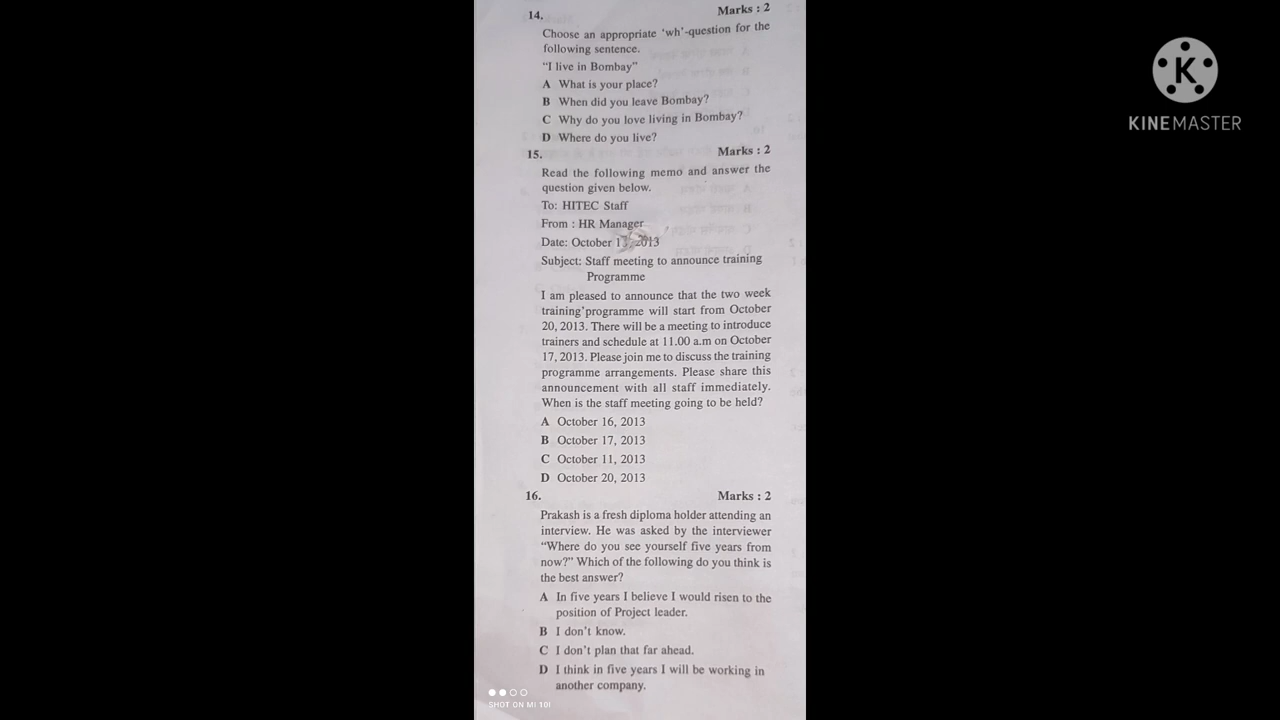 14. Marks : 2
Choose an appropriate ‘wh’-question for the
following sentence.
“I live in Bombay”
A What is your place?
B When did you leave Bombay?
C Why do you love living in Bombay?
D Where do you live?
15. Marks : 2
Read the following memo and answer the
question given below.
To: HITEC Staff
From : HR Manager
Date: October 2013
Subject: Staff meeting to announce training
Programme
I am pleased to announce that the two week
training programme will start from October
20, 2013. There will be a meeting to introduce
trainers and schedule at 11.00 a.m on October
17, 2013. Please join me to discuss the training
programme arrangements. Please share this
announcement with all staff immediately.
When is the staff meeting going to be held?
A October 16, 2013
B October 17, 2013
C October 11, 2013
D October 20, 2013
16. Marks : 2
Prakash is a fresh diploma holder attending an
interview. He was asked by the interviewer
“Where do you see yourself five years from
now?” Which of the following do you think is
the best answer?
A In five years I believe I would risen to the
position of Project leader.
B I don’t know.
C I don’t plan that far ahead.
D I think in five years I will be working in
another company.
SHOT ON MI 10I
K
KINEMASTER